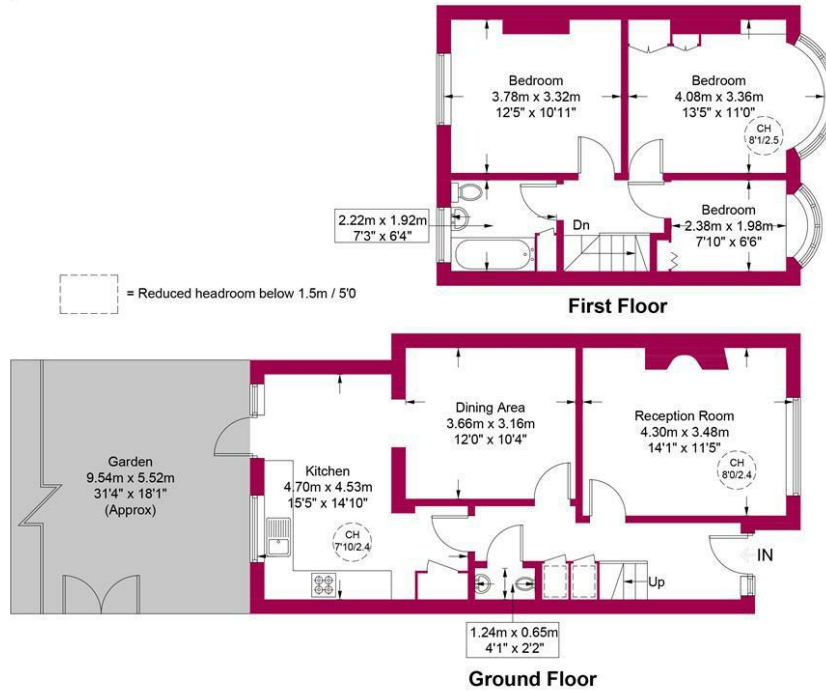 Bedroom
3.78m x 3.32m
12'5" x 10'11"
Bedroom
4.08m x 3.36m
13'5" x 11'0"
CH
8'1/2.5
2.22m x 1.92m
7'3" x 6'4"
Dn
Bedroom
2.38m x 1.98m
7'10" x 6'6"
First Floor
= Reduced headroom below 1.5m / 5'0
Garden
9.54m x 5.52m
31'4" x 18'1"
(Approx)
Kitchen
4.70m x 4.53m
15'5" x 14'10"
CH
7'10/2.4
Dining Area
3.66m x 3.16m
12'0" x 10'4"
Reception Room
4.30m x 3.48m
14'1" x 11'5"
CH
8'0/2.4
IN
Up
1.24m x 0.65m
4'1" x 2'2"
Ground Floor